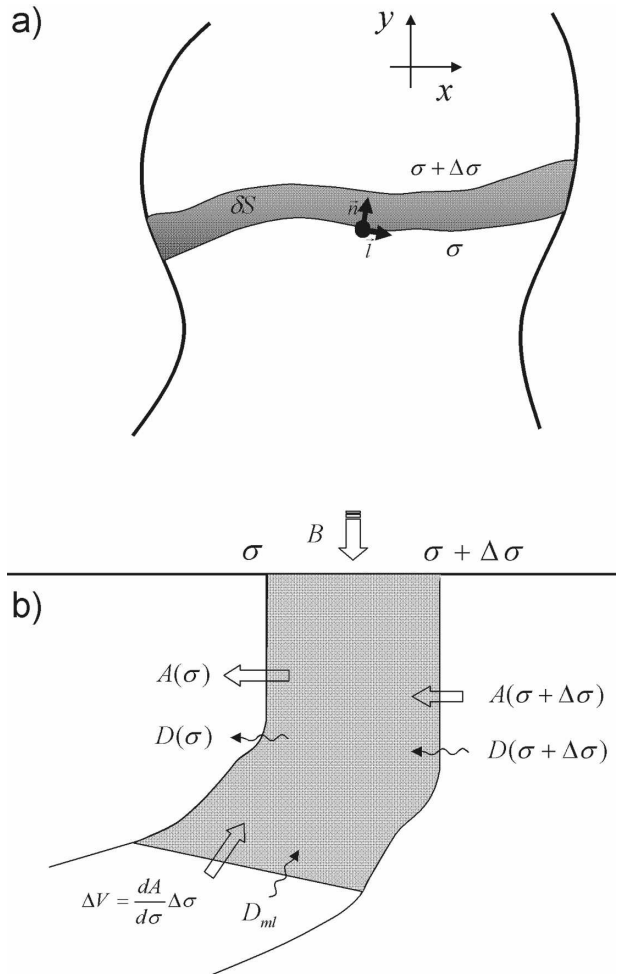 a)
y
x
σ + Δσ
δS
n⃗
l⃗
σ
B
σ
σ + Δσ
b)
A(σ)
A(σ + Δσ)
D(σ)
D(σ + Δσ)
ΔV = dA/dσ Δσ
D_ml